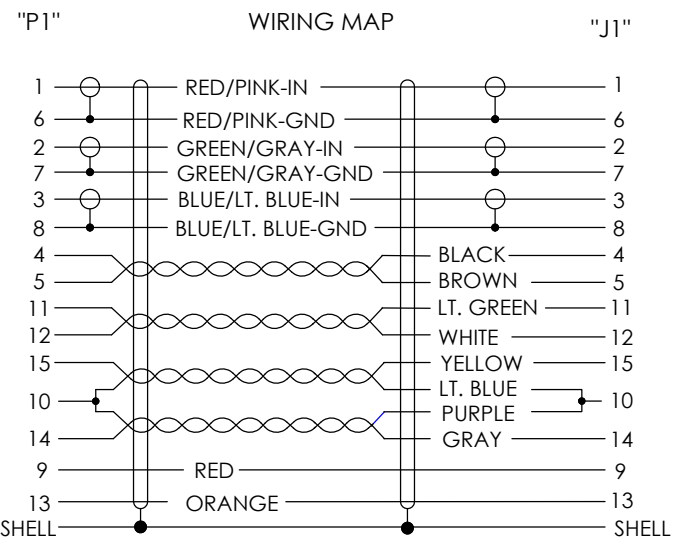 "P1" WIRING MAP "J1"
1 RED/PINK-IN 1
6 RED/PINK-GND 6
2 GREEN/GRAY-IN 2
7 GREEN/GRAY-GND 7
3 BLUE/LT. BLUE-IN 3
8 BLUE/LT. BLUE-GND 8
4 BLACK 4
5 BROWN 5
11 LT. GREEN 11
12 WHITE 12
15 YELLOW 15
LT. BLUE
10 10
PURPLE
14 GRAY 14
9 RED 9
13 ORANGE 13
SHELL SHELL